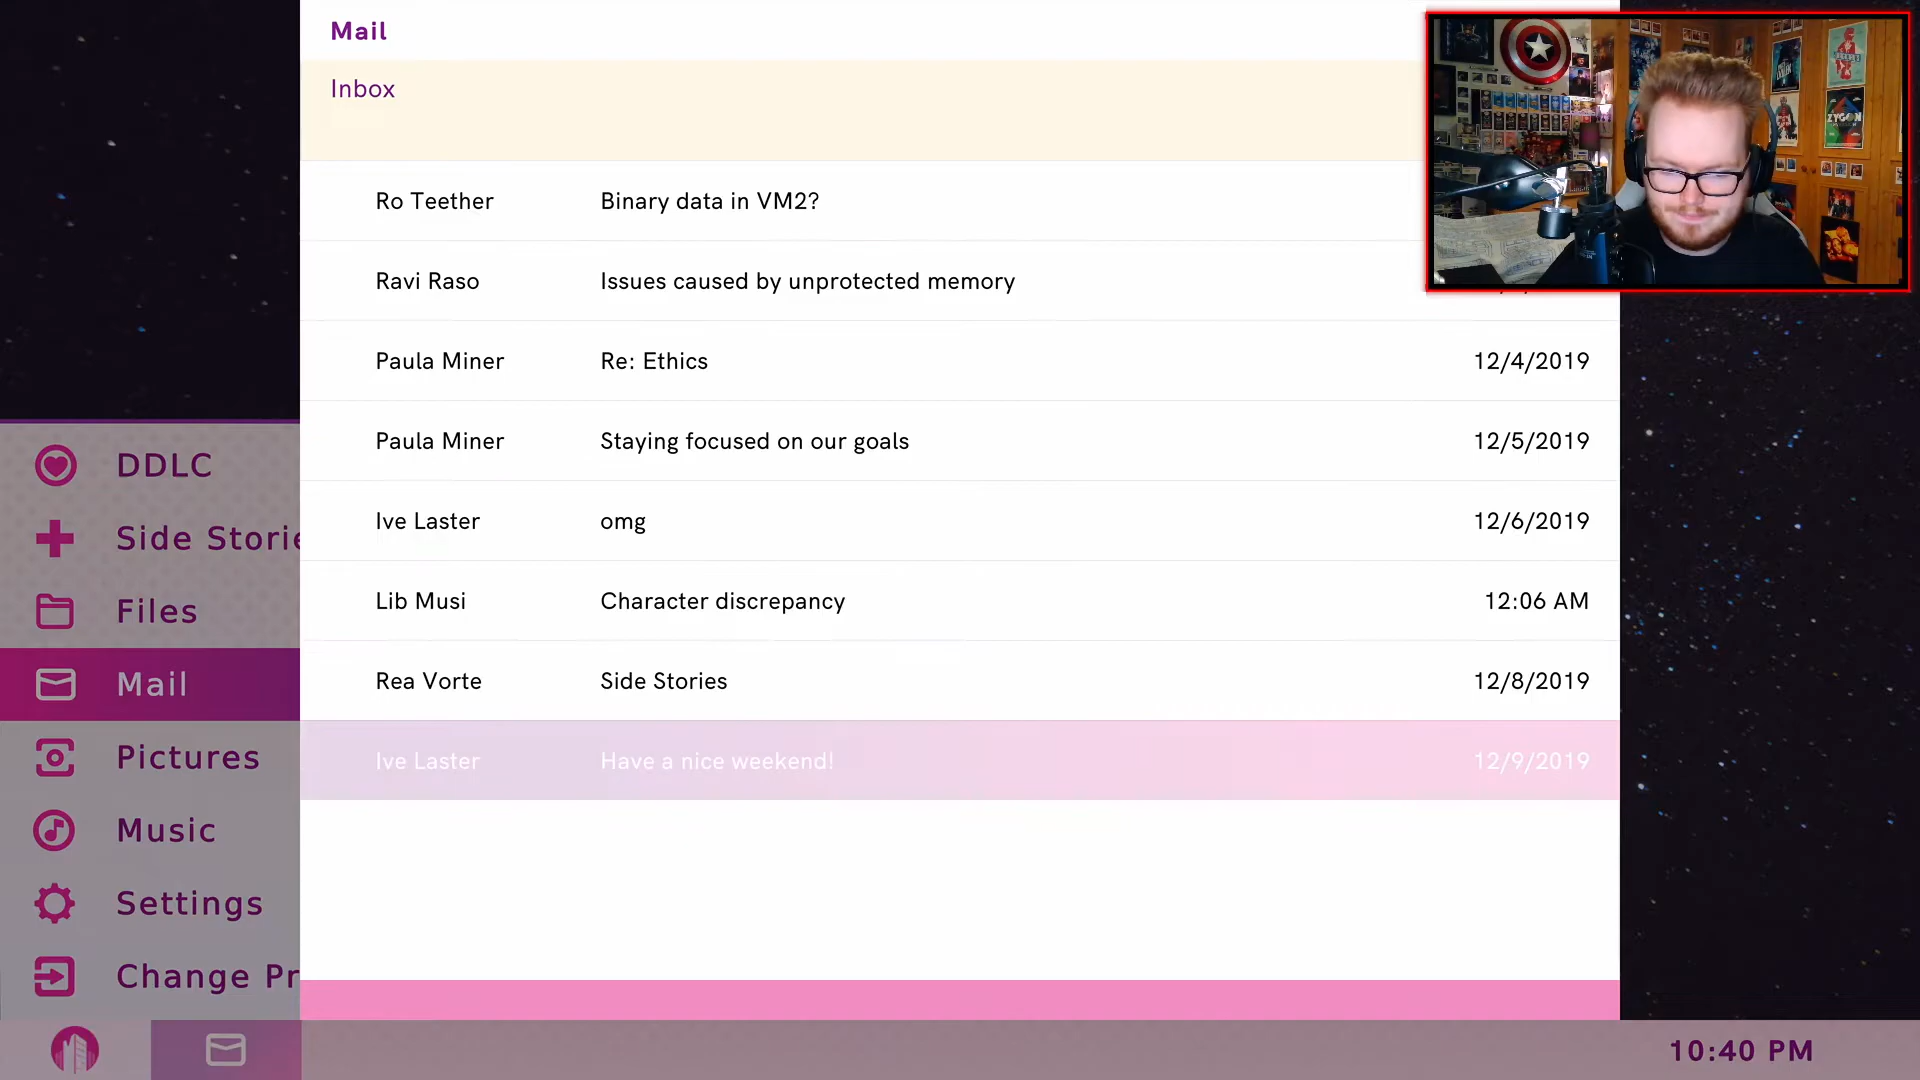 Mail
Inbox
Ro Teether Binary data in VM2?
Ravi Raso Issues caused by unprotected memory
Paula Miner Re: Ethics 12/4/2019
Paula Miner Staying focused on our goals 12/5/2019
Ive Laster omg 12/6/2019
Lib Musi Character discrepancy 12:06 AM
Rea Vorte Side Stories 12/8/2019
Ive Laster Have a nice weekend! 12/9/2019
DDLC
Side Storie
Files
Mail
Pictures
Music
Settings
Change Pr
10:40 PM
ZYGON